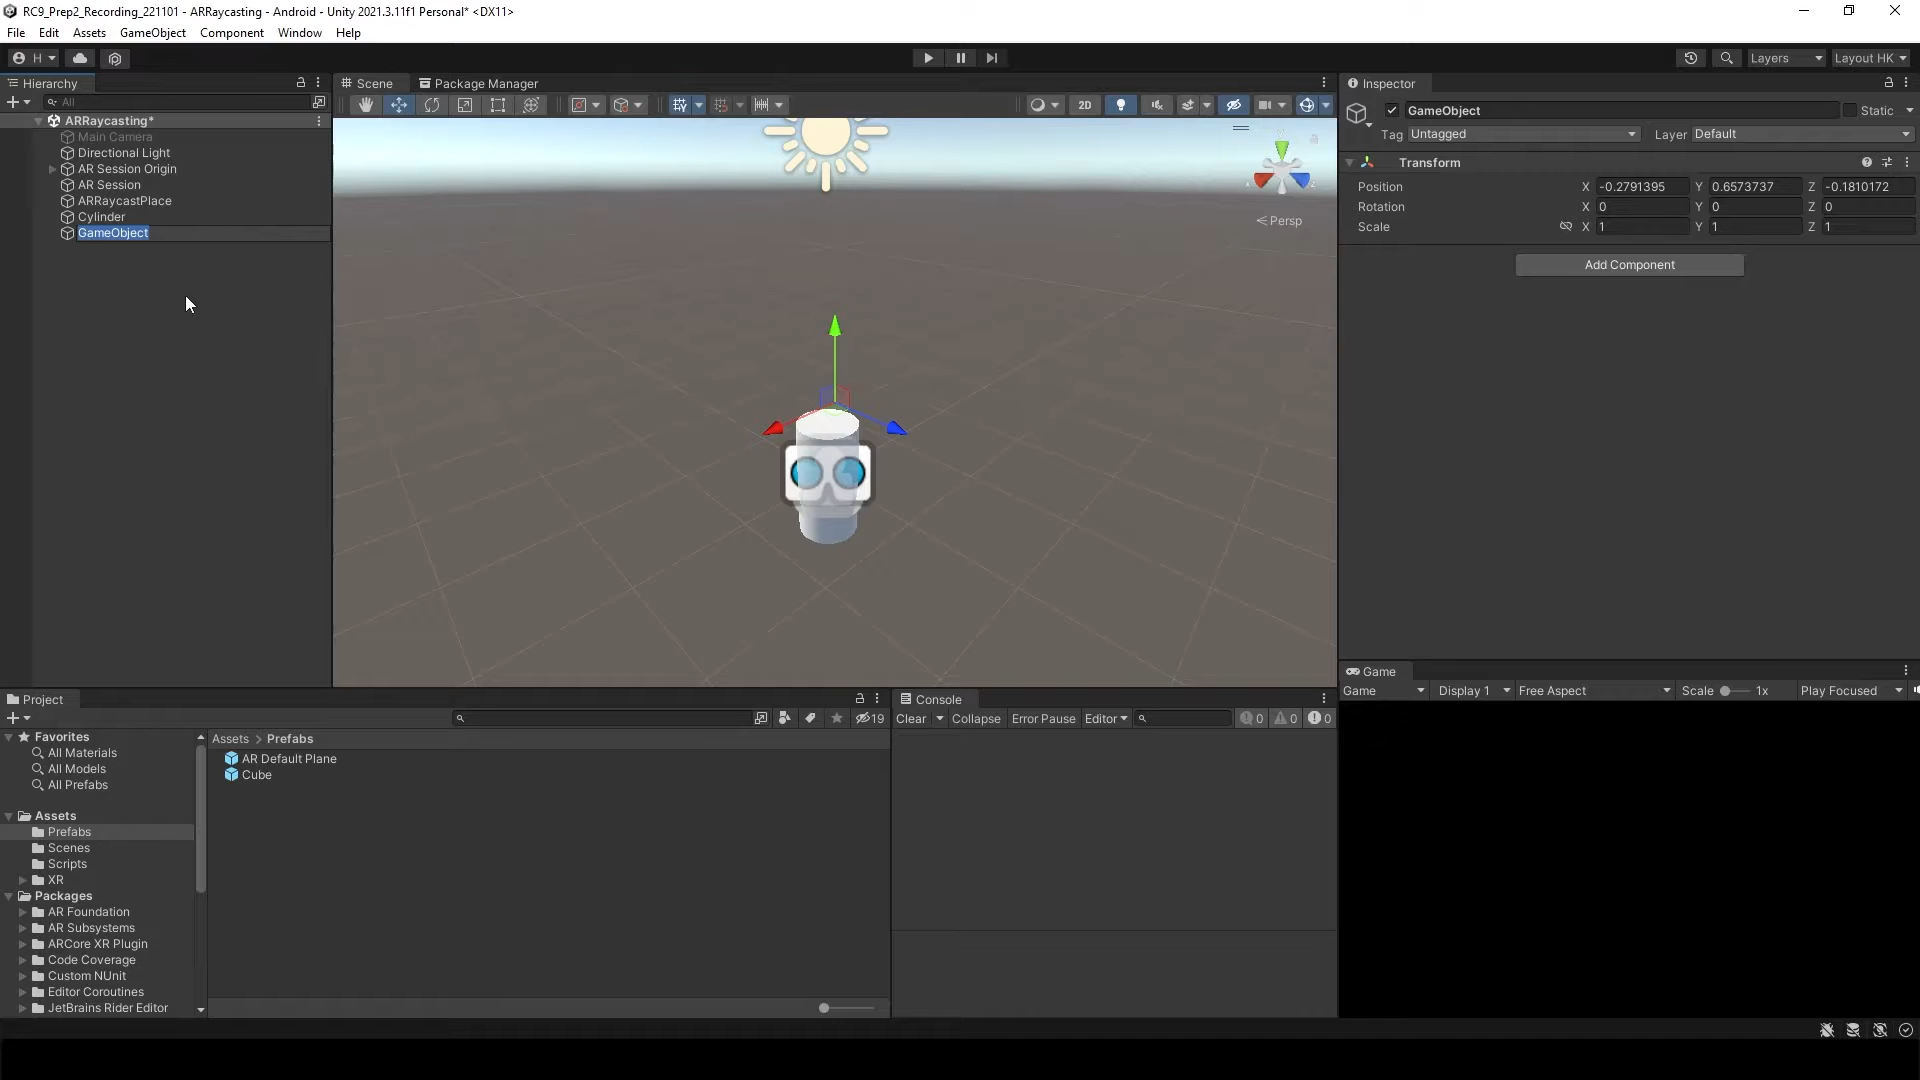 RC9_Prep2_Recording_221101 - ARRaycasting - Android - Unity 2021.3.11f1 Personal* <DX11>
File Edit Assets GameObject Component Window Help
H Layers Layout HK
Hierarchy
All
ARRaycasting*
Main Camera
Directional Light
AR Session Origin
AR Session
ARRaycastPlace
Cylinder
GameObject
Scene Package Manager
2D
Persp
Inspector
GameObject Static
Tag Untagged Layer Default
Transform
Position X -0.2791395 Y 0.6573737 Z -0.1810172
Rotation X 0 Y 0 Z 0
Scale X 1 Y 1 Z 1
Add Component
Game
Game Display 1 Free Aspect Scale 1x Play Focused
Project
19
Favorites
All Materials
All Models
All Prefabs
Assets
Prefabs
Scenes
Scripts
XR
Packages
AR Foundation
AR Subsystems
ARCore XR Plugin
Code Coverage
Custom NUnit
Editor Coroutines
JetBrains Rider Editor
Assets > Prefabs
AR Default Plane
Cube
Console
Clear Collapse Error Pause Editor 0 0 0